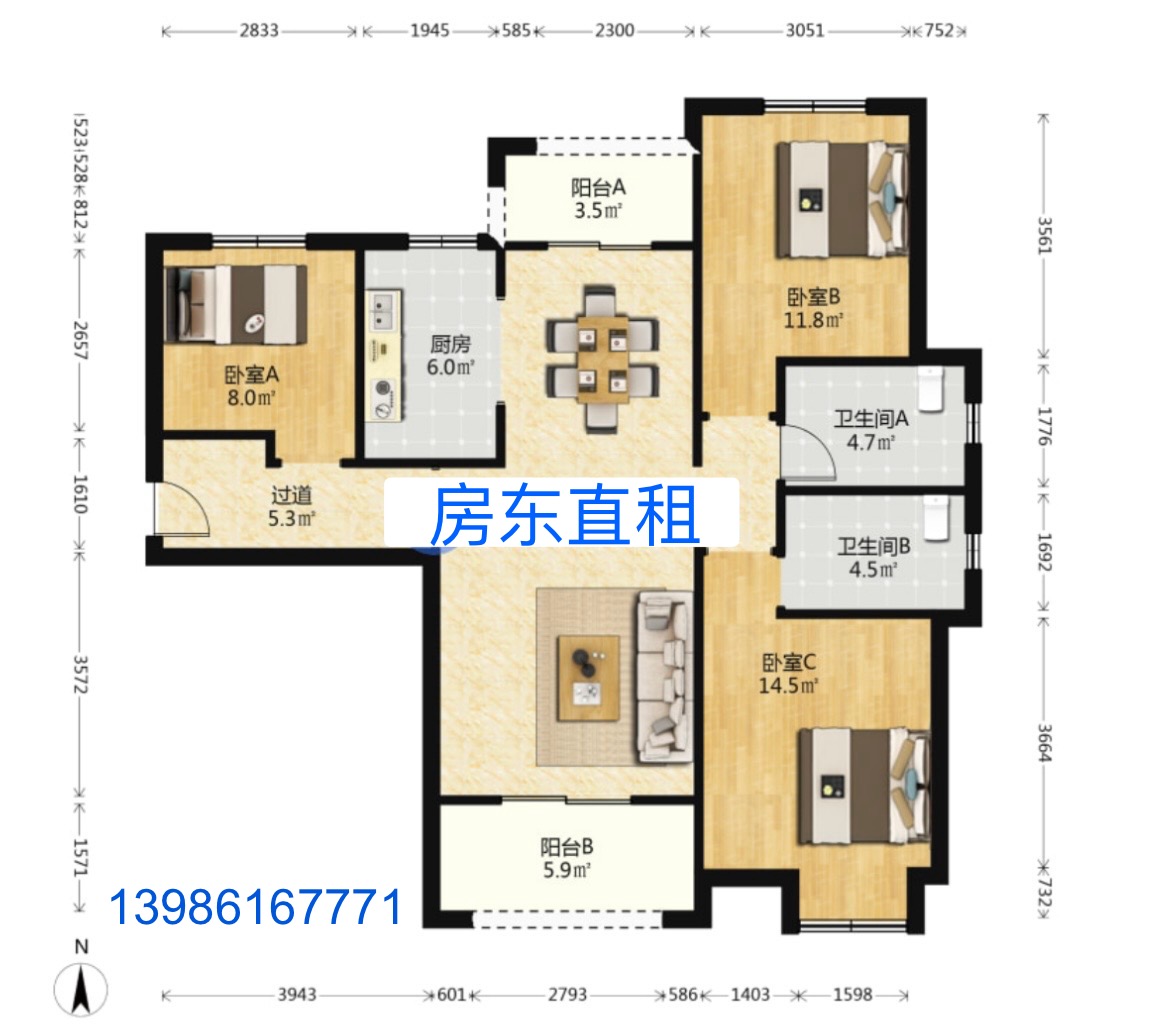 2833 1945 585 2300 3051 752
523 528 812 2657 1610 3572 1571
阳台A
3.5㎡
卧室B
11.8㎡
厨房
6.0㎡
卧室A
8.0㎡
卫生间A
4.7㎡
过道
5.3㎡
房东直租
卫生间B
4.5㎡
卧室C
14.5㎡
阳台B
5.9㎡
3561 1776 1692 3664 732
13986167771
N
3943 601 2793 586 1403 1598